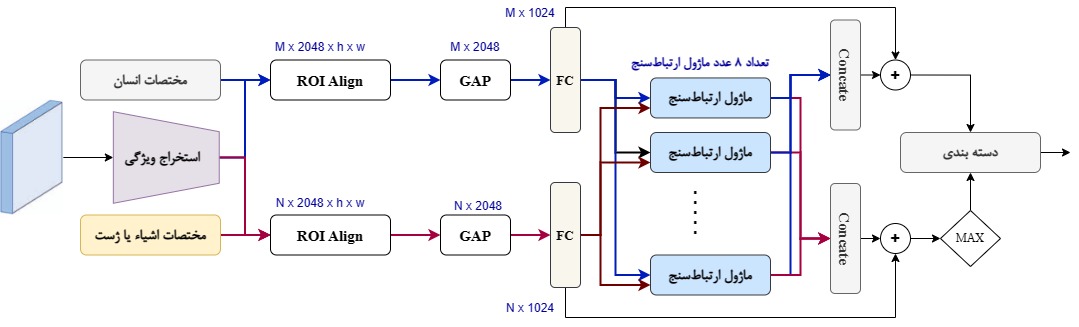 M x 1024
M x 2048 x h x w
M x 2048
مختصات انسان
ROI Align
GAP
FC
تعداد ۸ عدد ماژول ارتباط‌سنج
ماژول ارتباط‌سنج
Concate
+
استخراج ویژگی
ماژول ارتباط‌سنج
دسته بندی
N x 2048 x h x w
N x 2048
مختصات اشیاء یا ژست
ROI Align
GAP
FC
ماژول ارتباط‌سنج
Concate
+
MAX
N x 1024